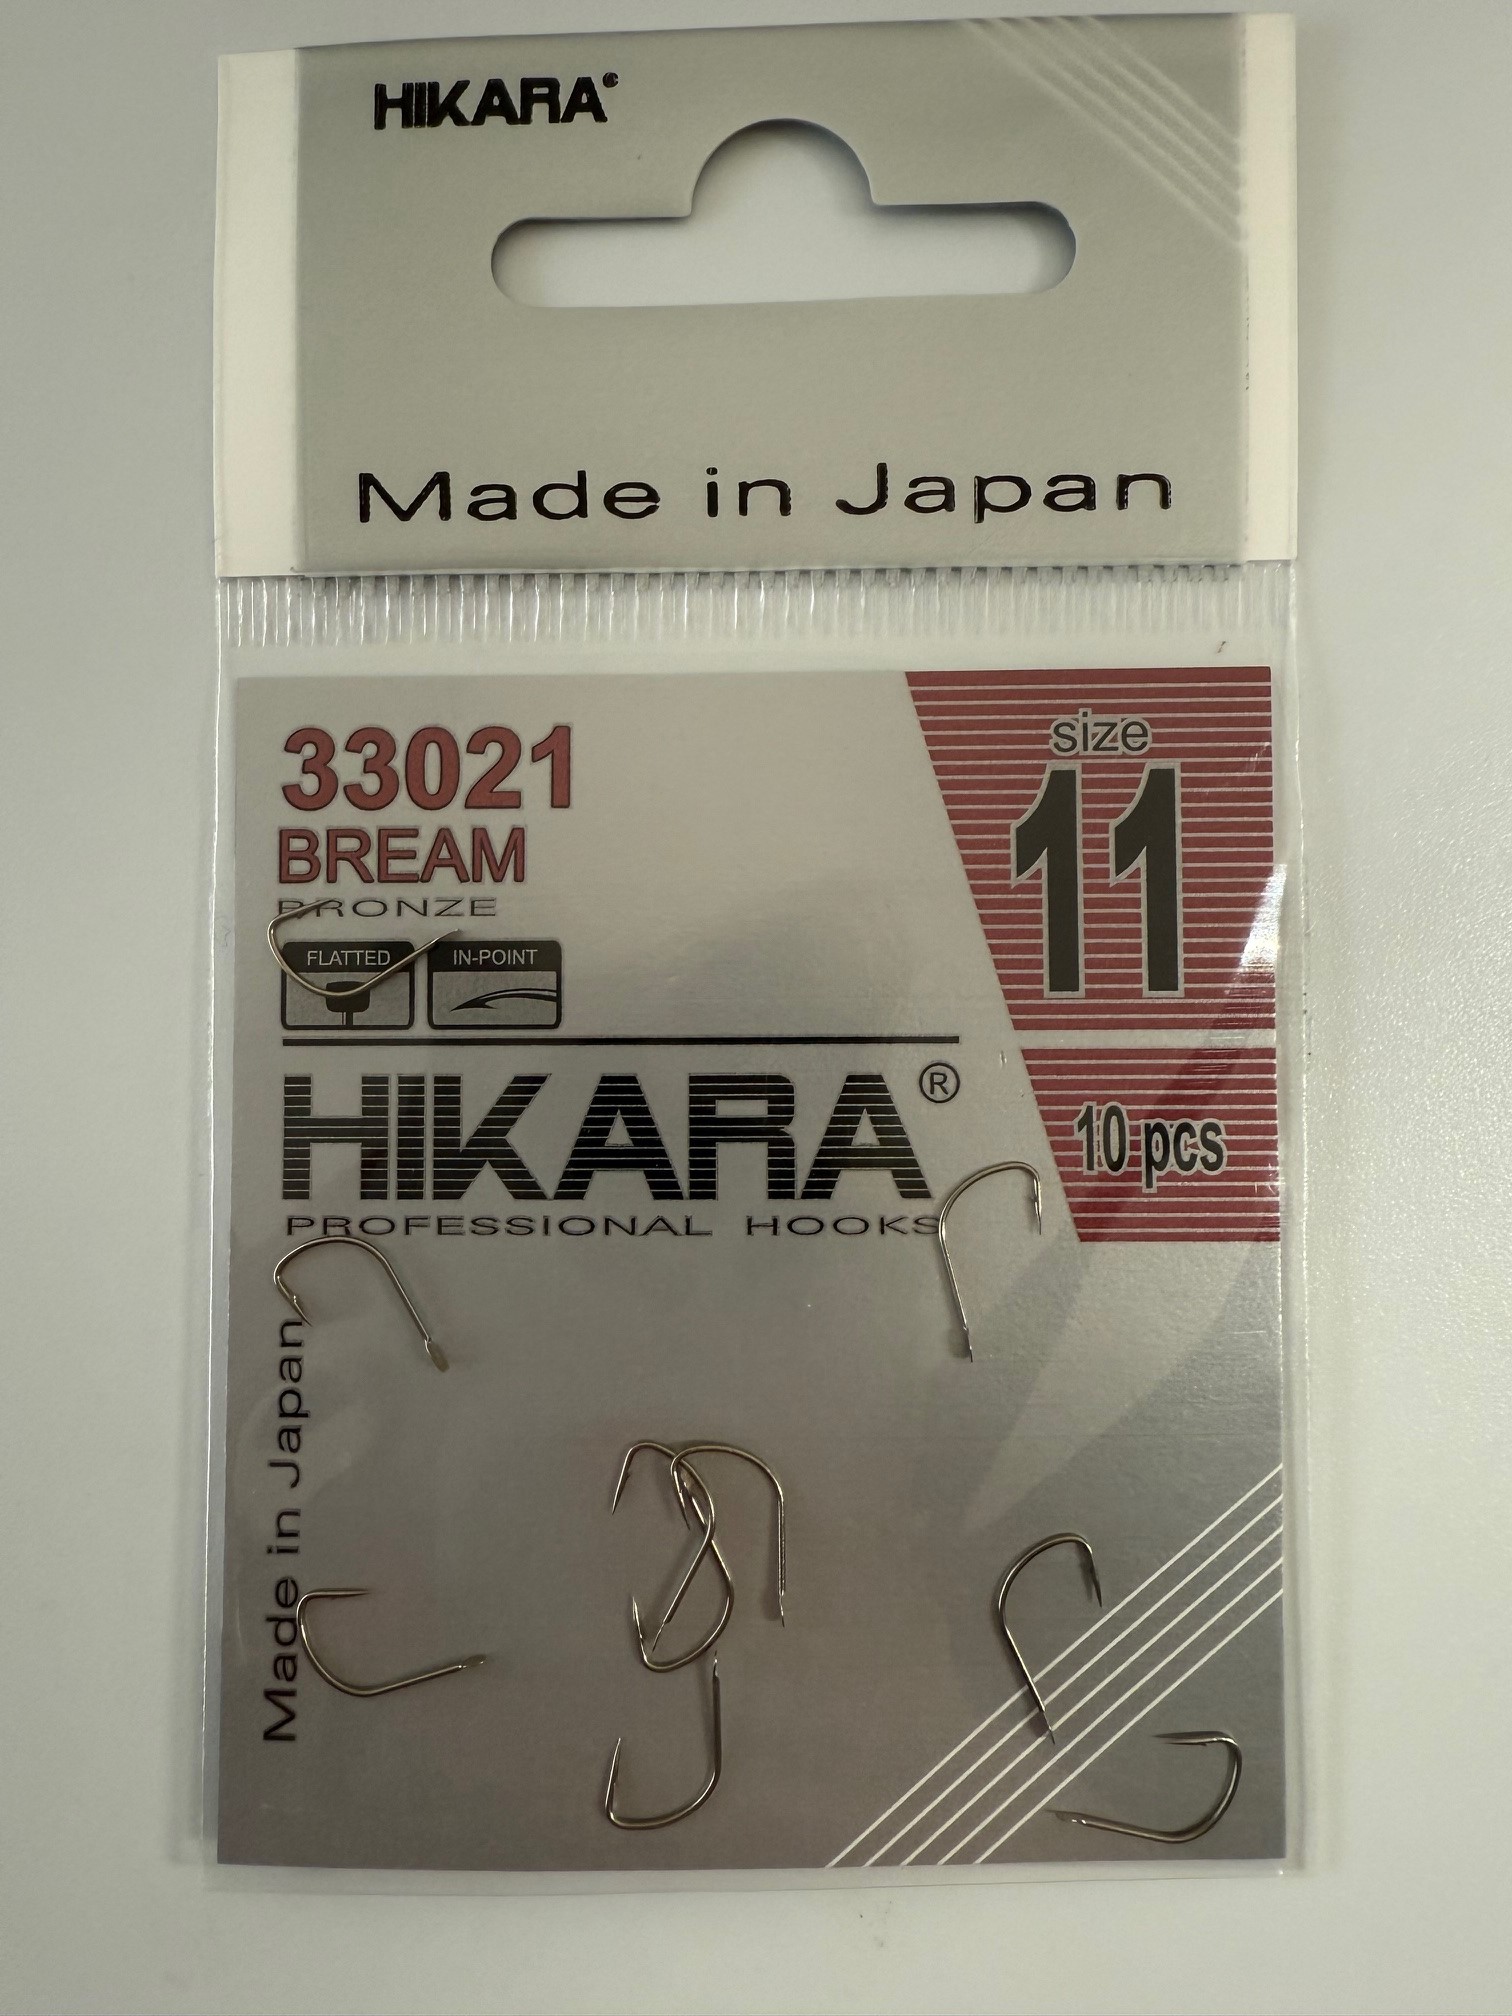 HIKARA®
Made in Japan
33021
BREAM
BRONZE
FLATTED
IN-POINT
size
11
10 pcs
HIKARA®
PROFESSIONAL HOOKS
Made in Japan